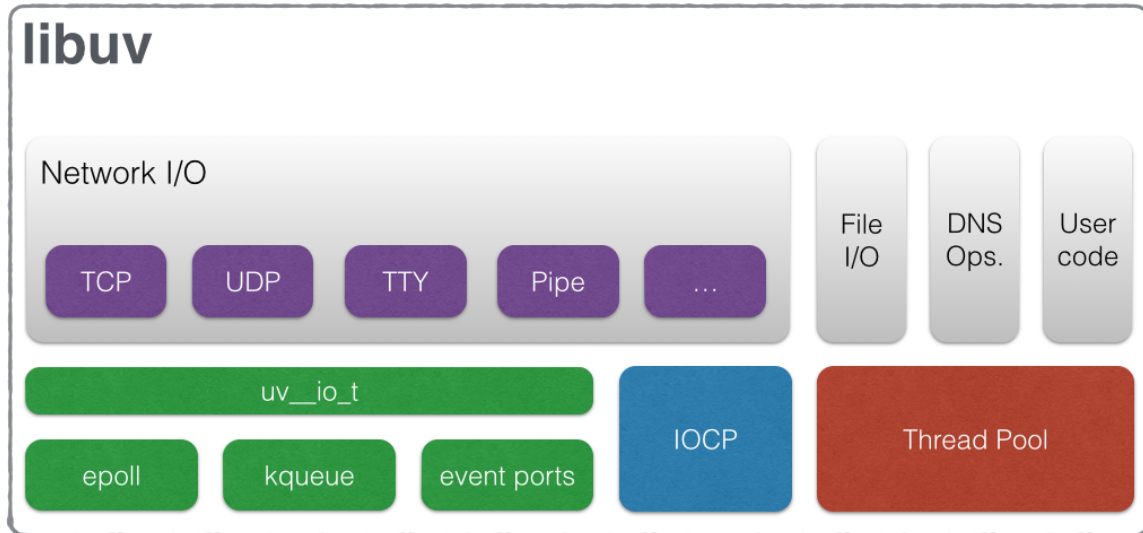 libuv
Network I/O
TCP
UDP
TTY
Pipe
...
File
I/O
DNS
Ops.
User
code
uv__io_t
epoll
kqueue
event ports
IOCP
Thread Pool